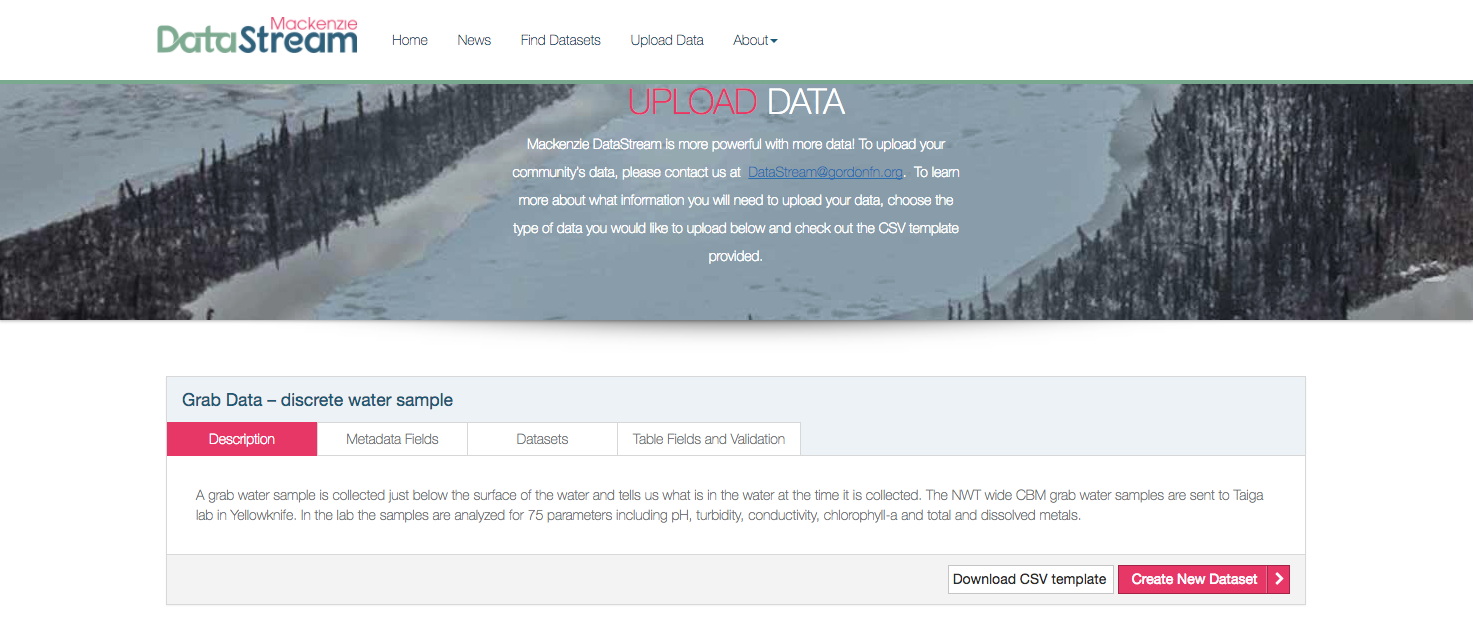 Mackenzie
DataStream
Home News Find Datasets Upload Data About
UPLOAD DATA
Mackenzie DataStream is more powerful with more data! To upload your
community's data, please contact us at DataStream@gordonfn.org. To learn
more about what information you will need to upload your data, choose the
type of data you would like to upload below and check out the CSV template
provided.
Grab Data – discrete water sample
Description Metadata Fields Datasets Table Fields and Validation
A grab water sample is collected just below the surface of the water and tells us what is in the water at the time it is collected. The NWT wide CBM grab water samples are sent to Taiga
lab in Yellowknife. In the lab the samples are analyzed for 75 parameters including pH, turbidity, conductivity, chlorophyll-a and total and dissolved metals.
Download CSV template Create New Dataset